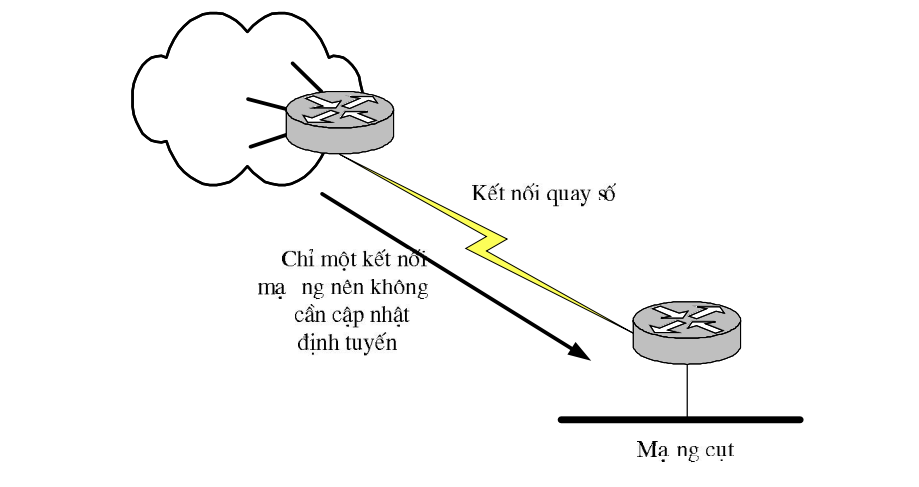 Kết nối quay số
Chỉ một kết nối
mạ ng nên không
cần cập nhật
định tuyến
Mạ ng cụt